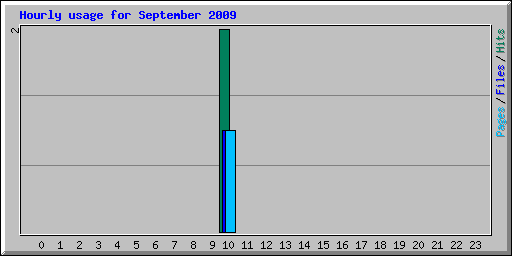 Hourly usage for September 2009
2
Pages/Files/Hits
0 1 2 3 4 5 6 7 8 9 10 11 12 13 14 15 16 17 18 19 20 21 22 23